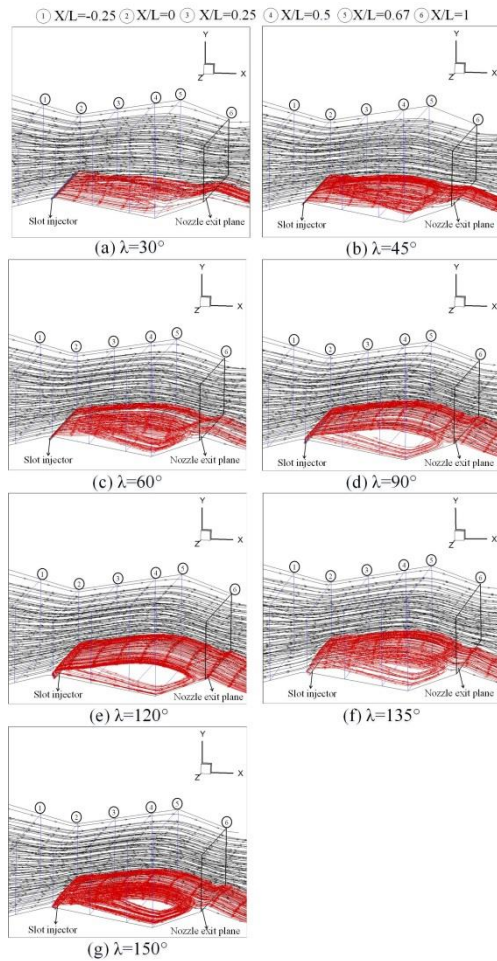 ① X/L=-0.25 ② X/L=0 ③ X/L=0.25 ④ X/L=0.5 ⑤ X/L=0.67 ⑥ X/L=1
Y
Z X
① ② ③ ④ ⑤ ⑥
Slot injector Nozzle exit plane
(a) λ=30°
Y
Z X
① ② ③ ④ ⑤ ⑥
Slot injector Nozzle exit plane
(b) λ=45°
Y
Z X
① ② ③ ④ ⑤ ⑥
Slot injector Nozzle exit plane
(c) λ=60°
Y
Z X
① ② ③ ④ ⑤ ⑥
Slot injector Nozzle exit plane
(d) λ=90°
Y
Z X
① ② ③ ④ ⑤ ⑥
Slot injector Nozzle exit plane
(e) λ=120°
Y
Z X
① ② ③ ④ ⑤ ⑥
Slot injector Nozzle exit plane
(f) λ=135°
Y
Z X
① ② ③ ④ ⑤ ⑥
Slot injector Nozzle exit plane
(g) λ=150°